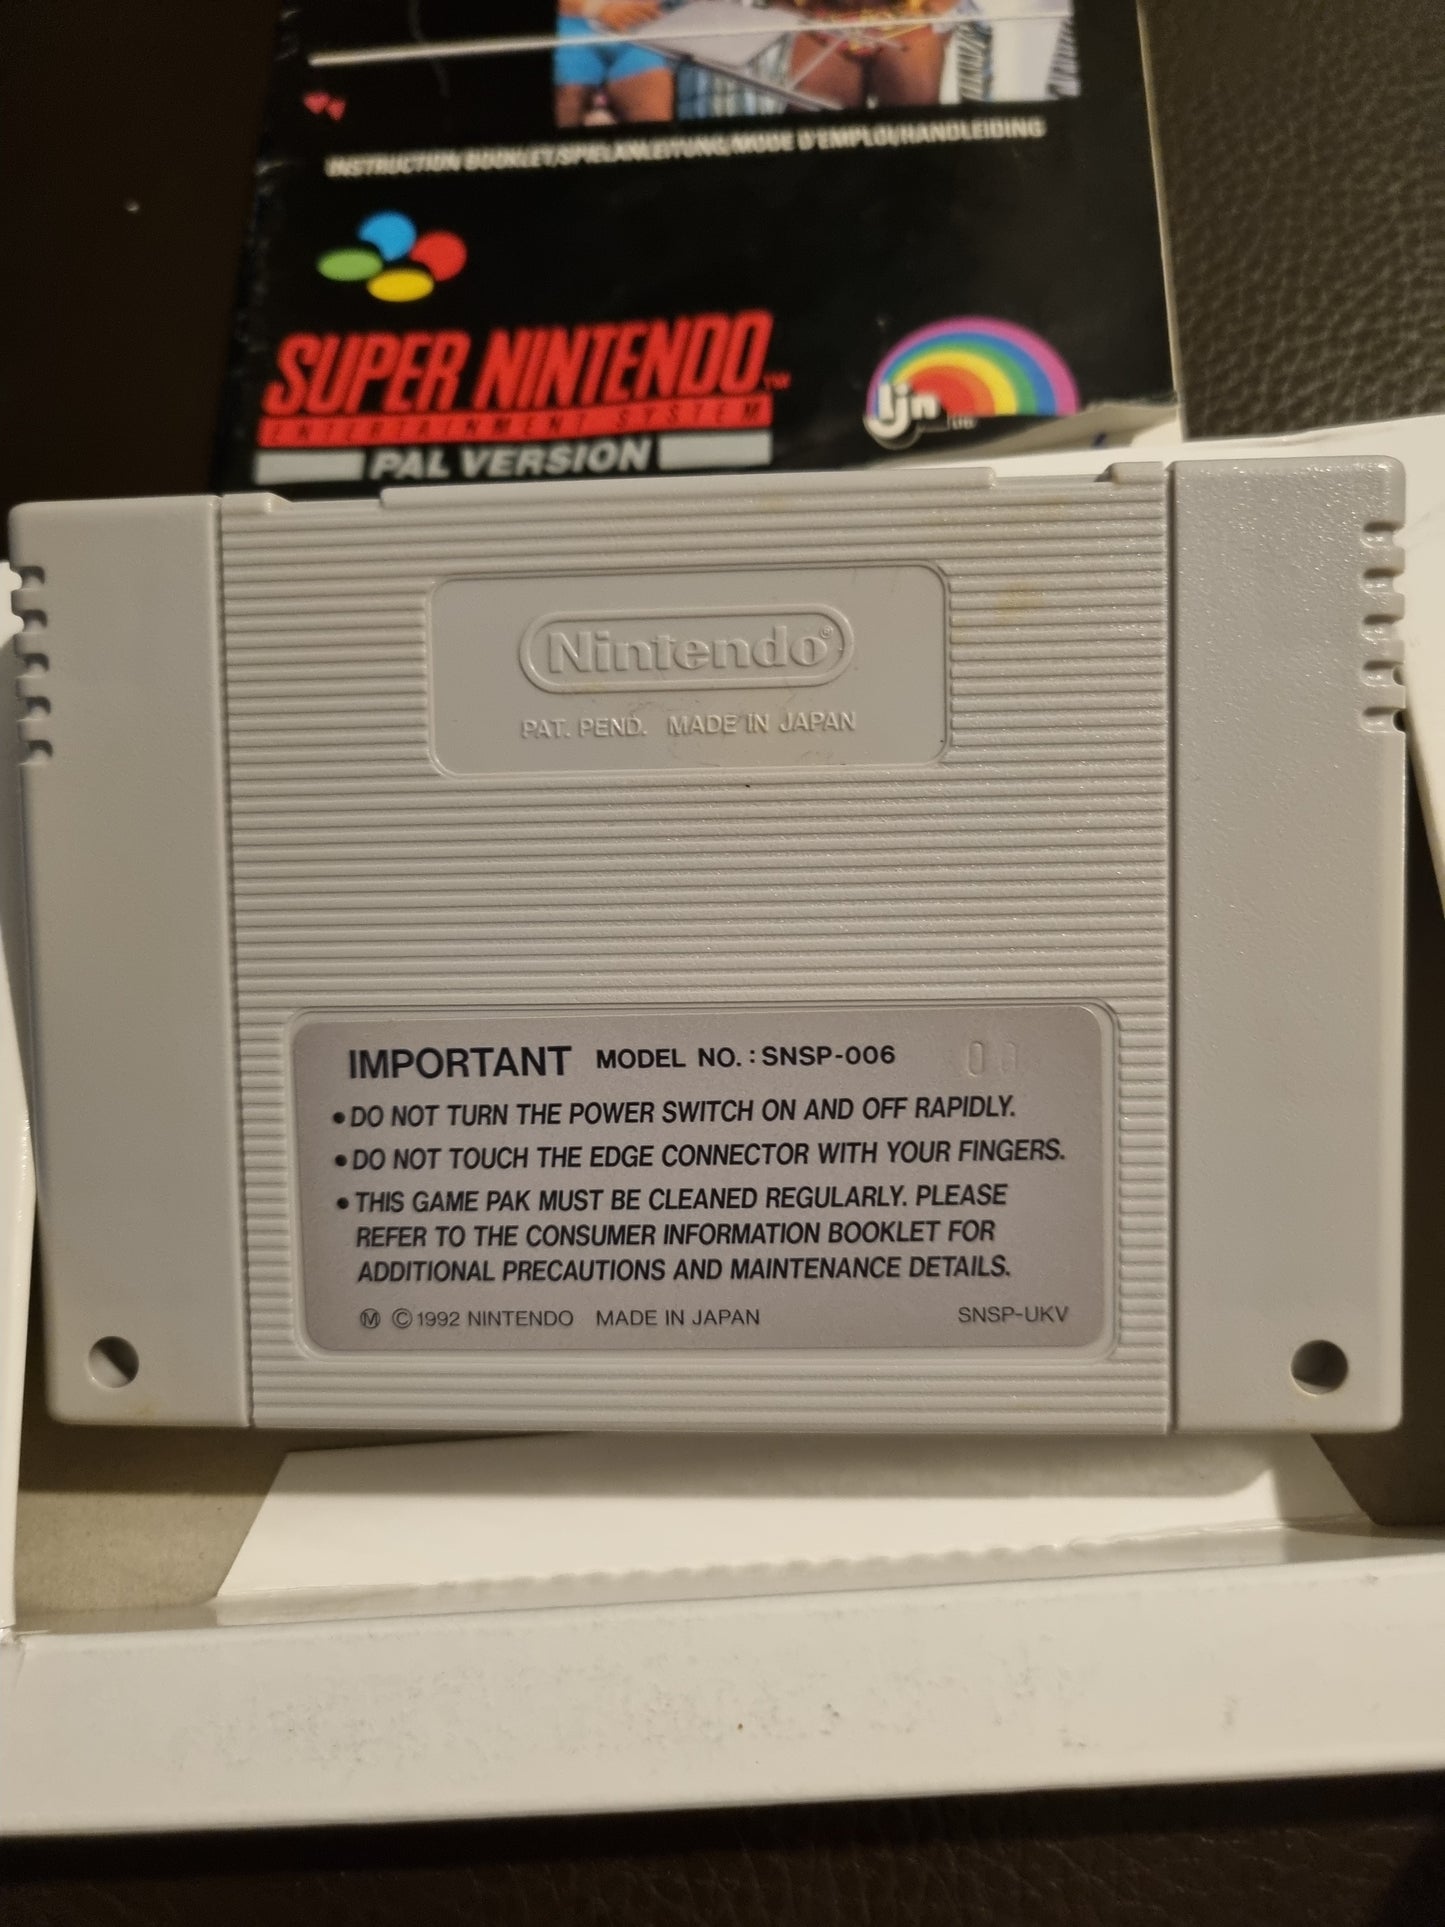 INSTRUCTION BOOKLET/SPIELANLEITUNG/MODE D'EMPLOI/HANDLEIDING
SUPER NINTENDO™
ENTERTAINMENT SYSTEM
PAL VERSION
ljn
Nintendo®
PAT. PEND. MADE IN JAPAN
IMPORTANT MODEL NO.: SNSP-006
• DO NOT TURN THE POWER SWITCH ON AND OFF RAPIDLY.
• DO NOT TOUCH THE EDGE CONNECTOR WITH YOUR FINGERS.
• THIS GAME PAK MUST BE CLEANED REGULARLY. PLEASE
REFER TO THE CONSUMER INFORMATION BOOKLET FOR
ADDITIONAL PRECAUTIONS AND MAINTENANCE DETAILS.
Ⓜ © 1992 NINTENDO MADE IN JAPAN SNSP-UKV